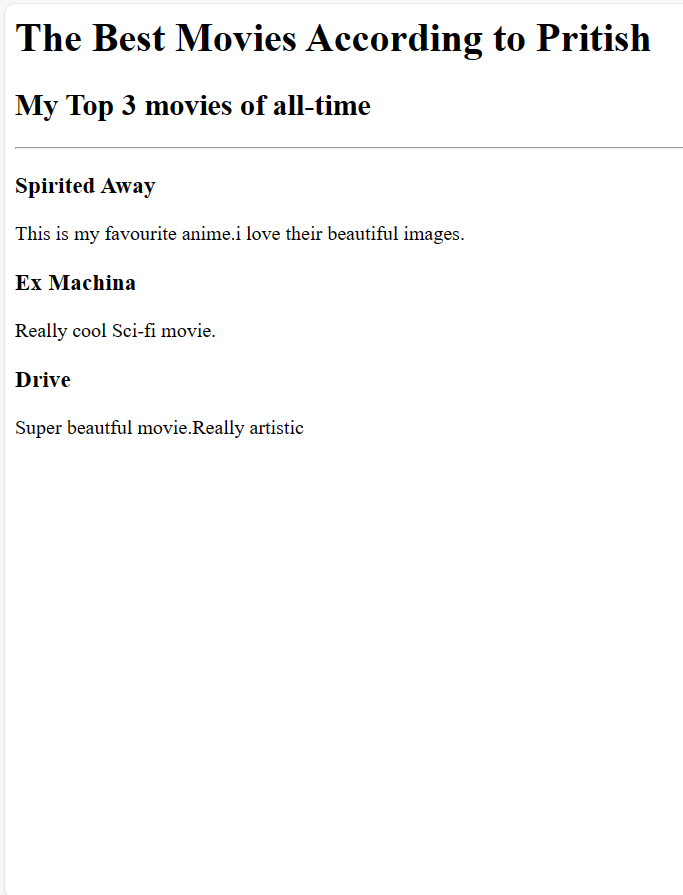 The Best Movies According to Pritish
My Top 3 movies of all-time
Spirited Away
This is my favourite anime.i love their beautiful images.
Ex Machina
Really cool Sci-fi movie.
Drive
Super beautful movie.Really artistic